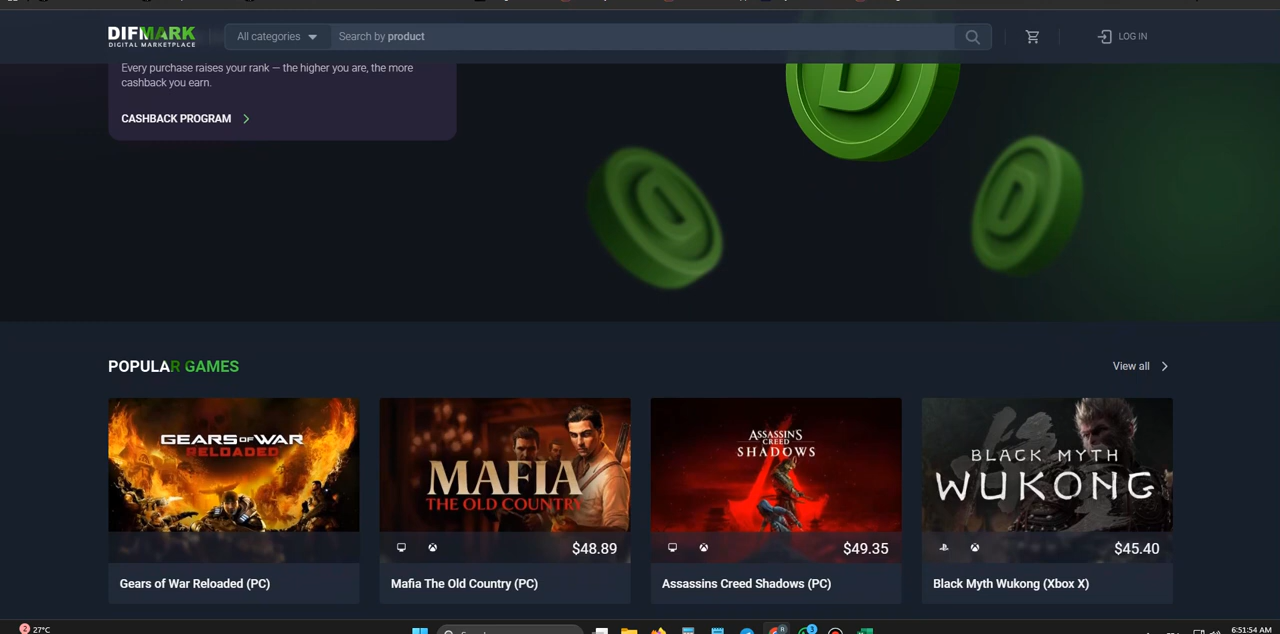 DIFMARK
DIGITAL MARKETPLACE
All categories
Search by product
LOG IN
Every purchase raises your rank — the higher you are, the more
cashback you earn.
CASHBACK PROGRAM
D
POPULAR GAMES
View all
GEARS OF WAR
RELOADED
MAFIA
THE OLD COUNTRY
ASSASSIN'S
CREED
SHADOWS
BLACK MYTH
WUKONG
$48.89
$49.35
$45.40
Gears of War Reloaded (PC)
Mafia The Old Country (PC)
Assassins Creed Shadows (PC)
Black Myth Wukong (Xbox X)
2
27°C
3
6:51:54 AM